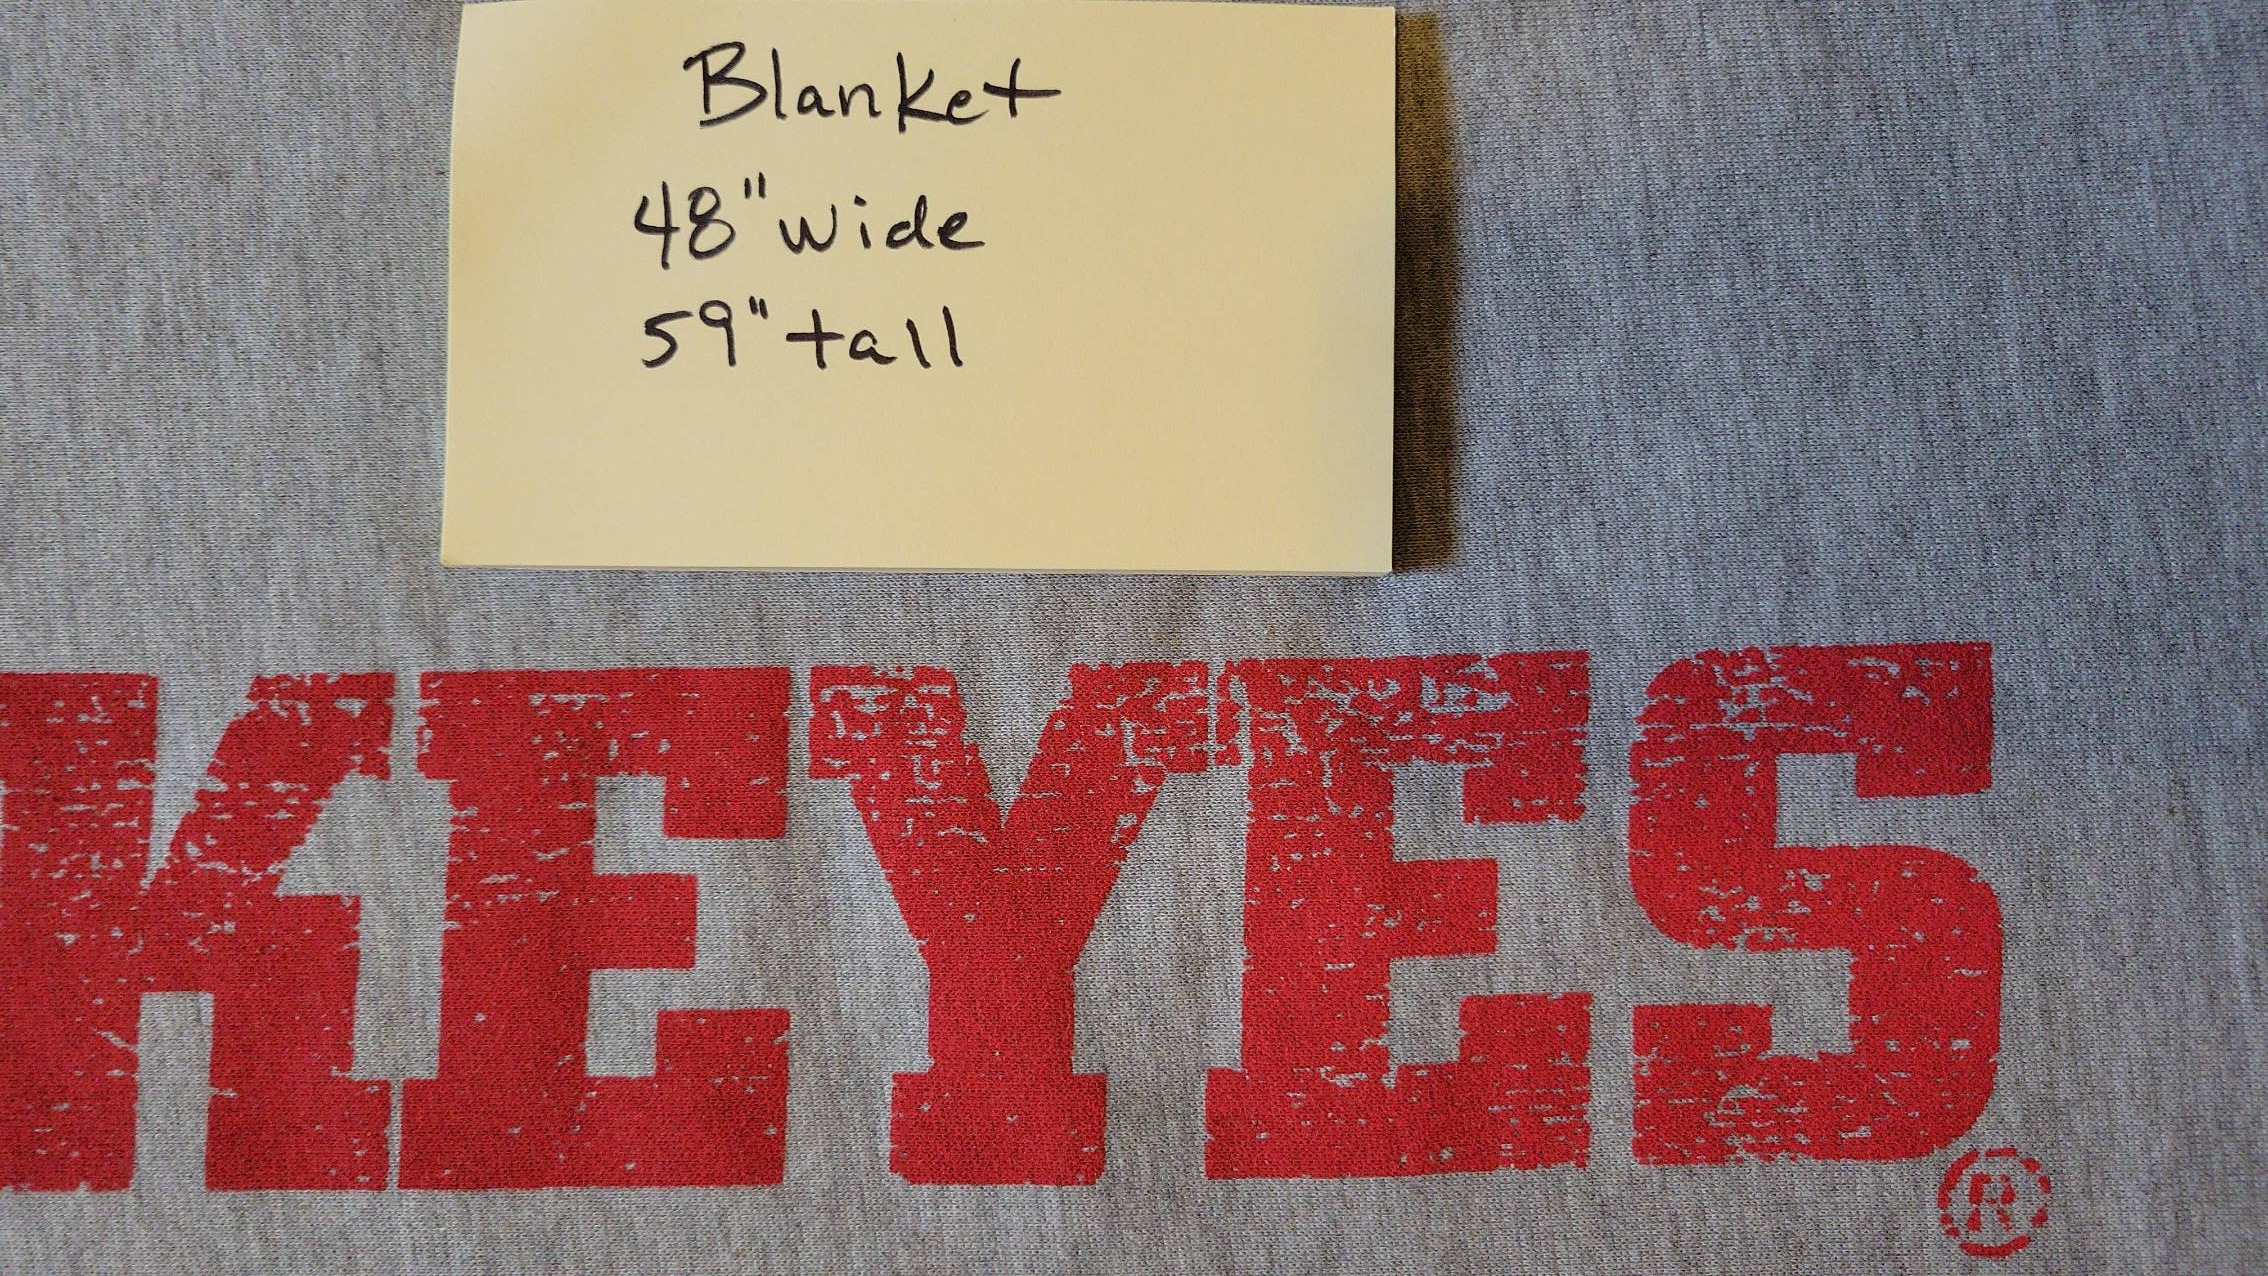 Blanket
48" wide
59" tall
KEYES
®